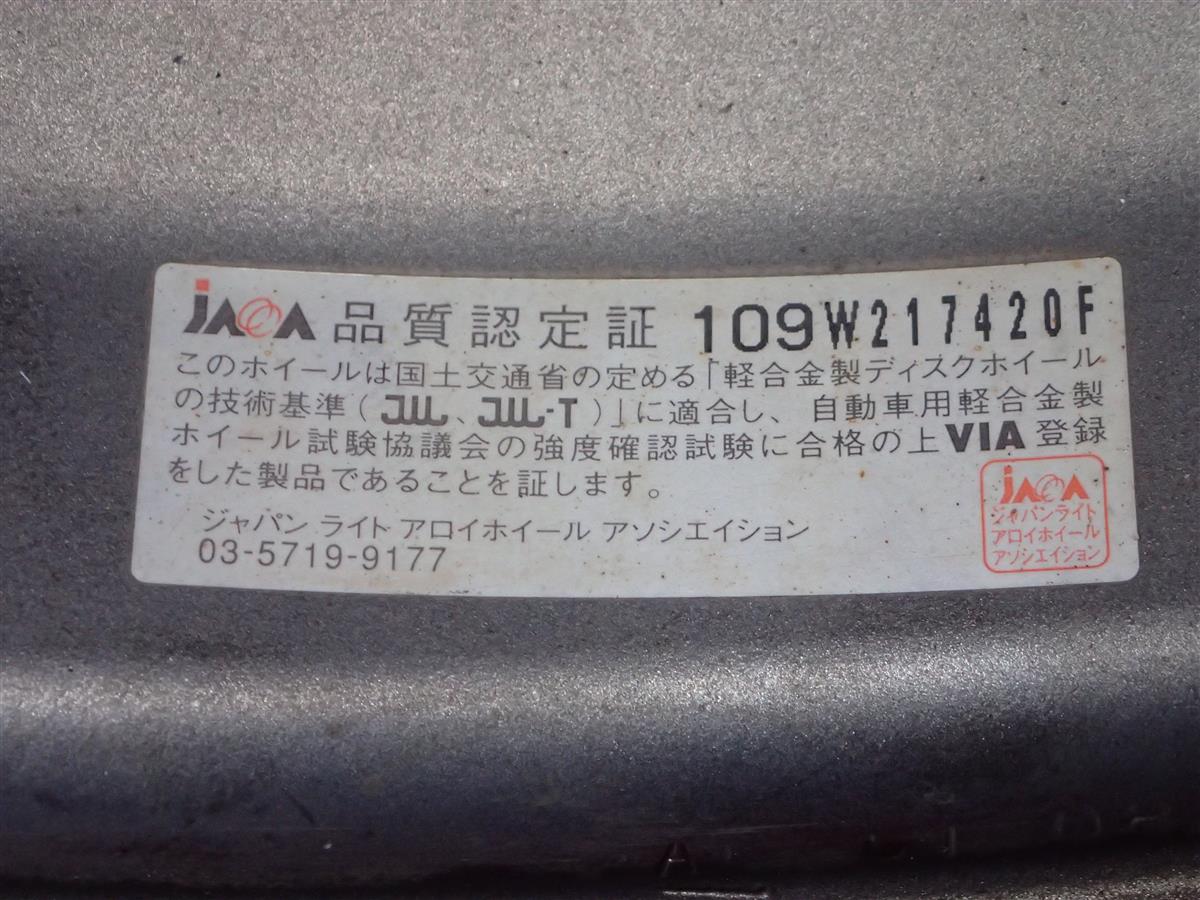 JAWA 品質認定証 109W217420F
このホイールは国土交通省の定める「軽合金製ディスクホイール
の技術基準(JWL、JWL-T)」に適合し、自動車用軽合金製
ホイール試験協議会の強度確認試験に合格の上VIA登録
をした製品であることを証します。
ジャパン ライト アロイホイール アソシエイション
03-5719-9177
JAWA
ジャパンライト
アロイホイール
アソシエイション